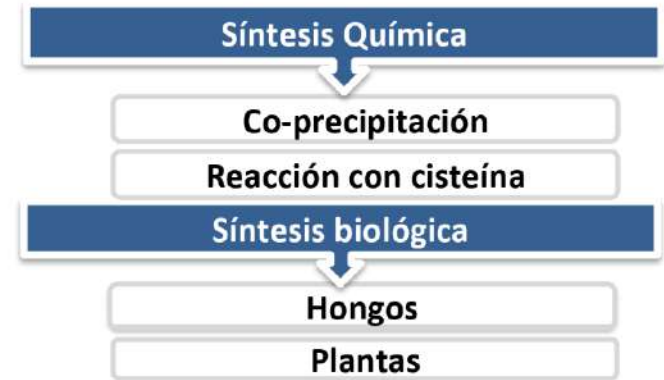 Síntesis Química
Co-precipitación
Reacción con cisteína
Síntesis biológica
Hongos
Plantas